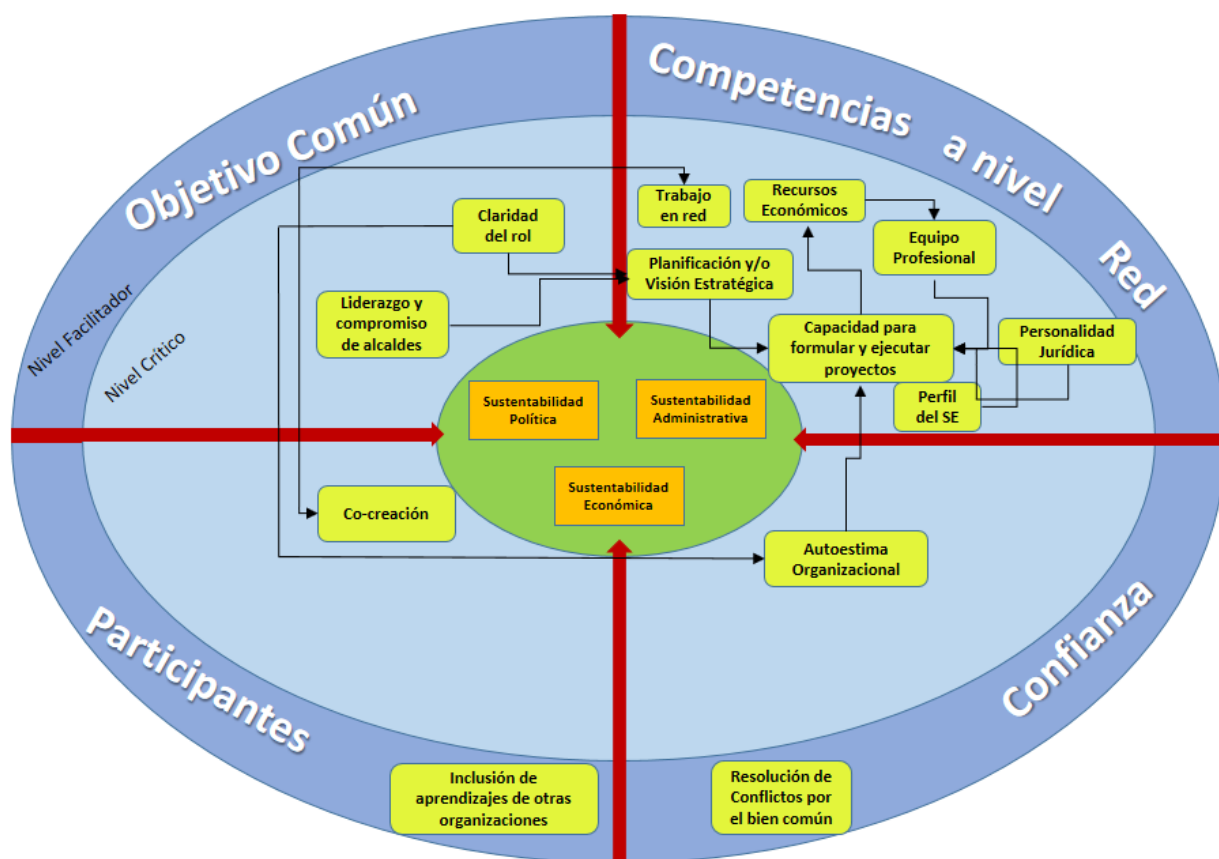 Objetivo Común
Competencias a nivel Red
Nivel Facilitador
Nivel Crítico
Claridad
del rol
Liderazgo y
compromiso
de alcaldes
Trabajo
en red
Recursos
Económicos
Equipo
Profesional
Planificación y/o
Visión Estratégica
Capacidad para
formular y ejecutar
proyectos
Personalidad
Jurídica
Perfil
del SE
Sustentabilidad
Política
Sustentabilidad
Administrativa
Sustentabilidad
Económica
Co-creación
Autoestima
Organizacional
Participantes
Confianza
Inclusión de
aprendizajes de otras
organizaciones
Resolución de
Conflictos por
el bien común